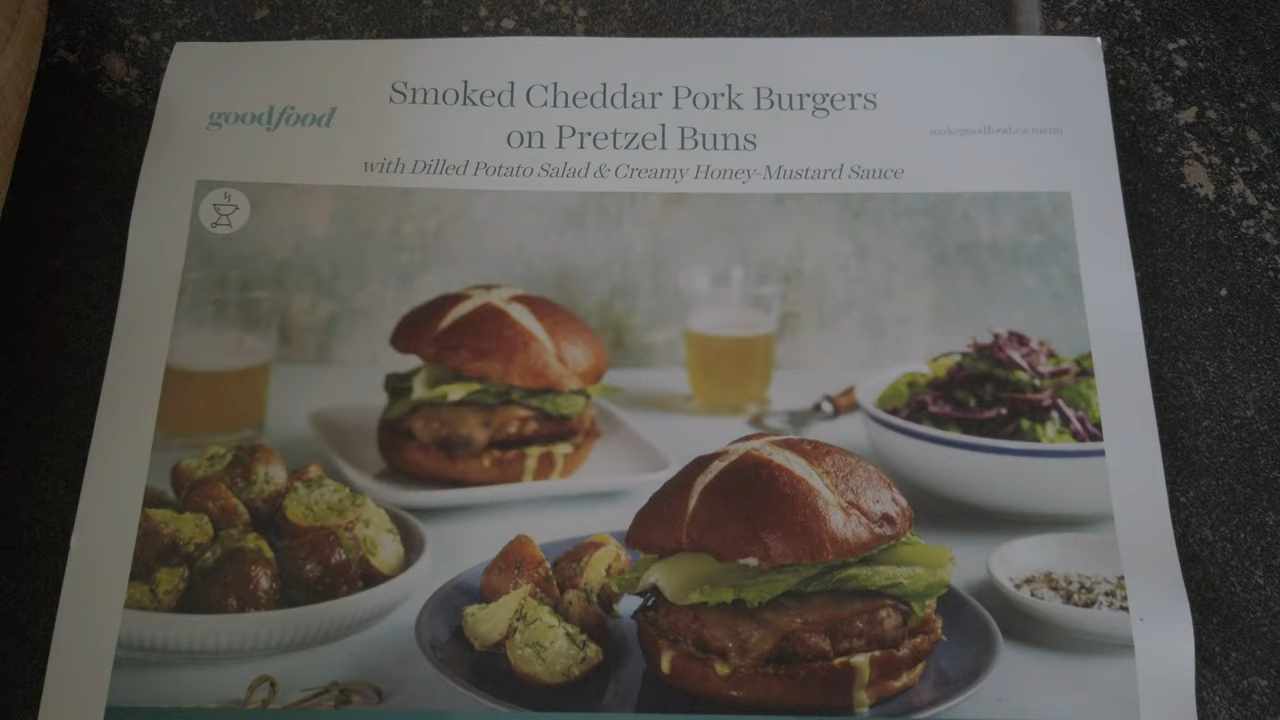 goodfood
Smoked Cheddar Pork Burgers
on Pretzel Buns
with Dilled Potato Salad & Creamy Honey-Mustard Sauce
makegoodfood.ca/menu